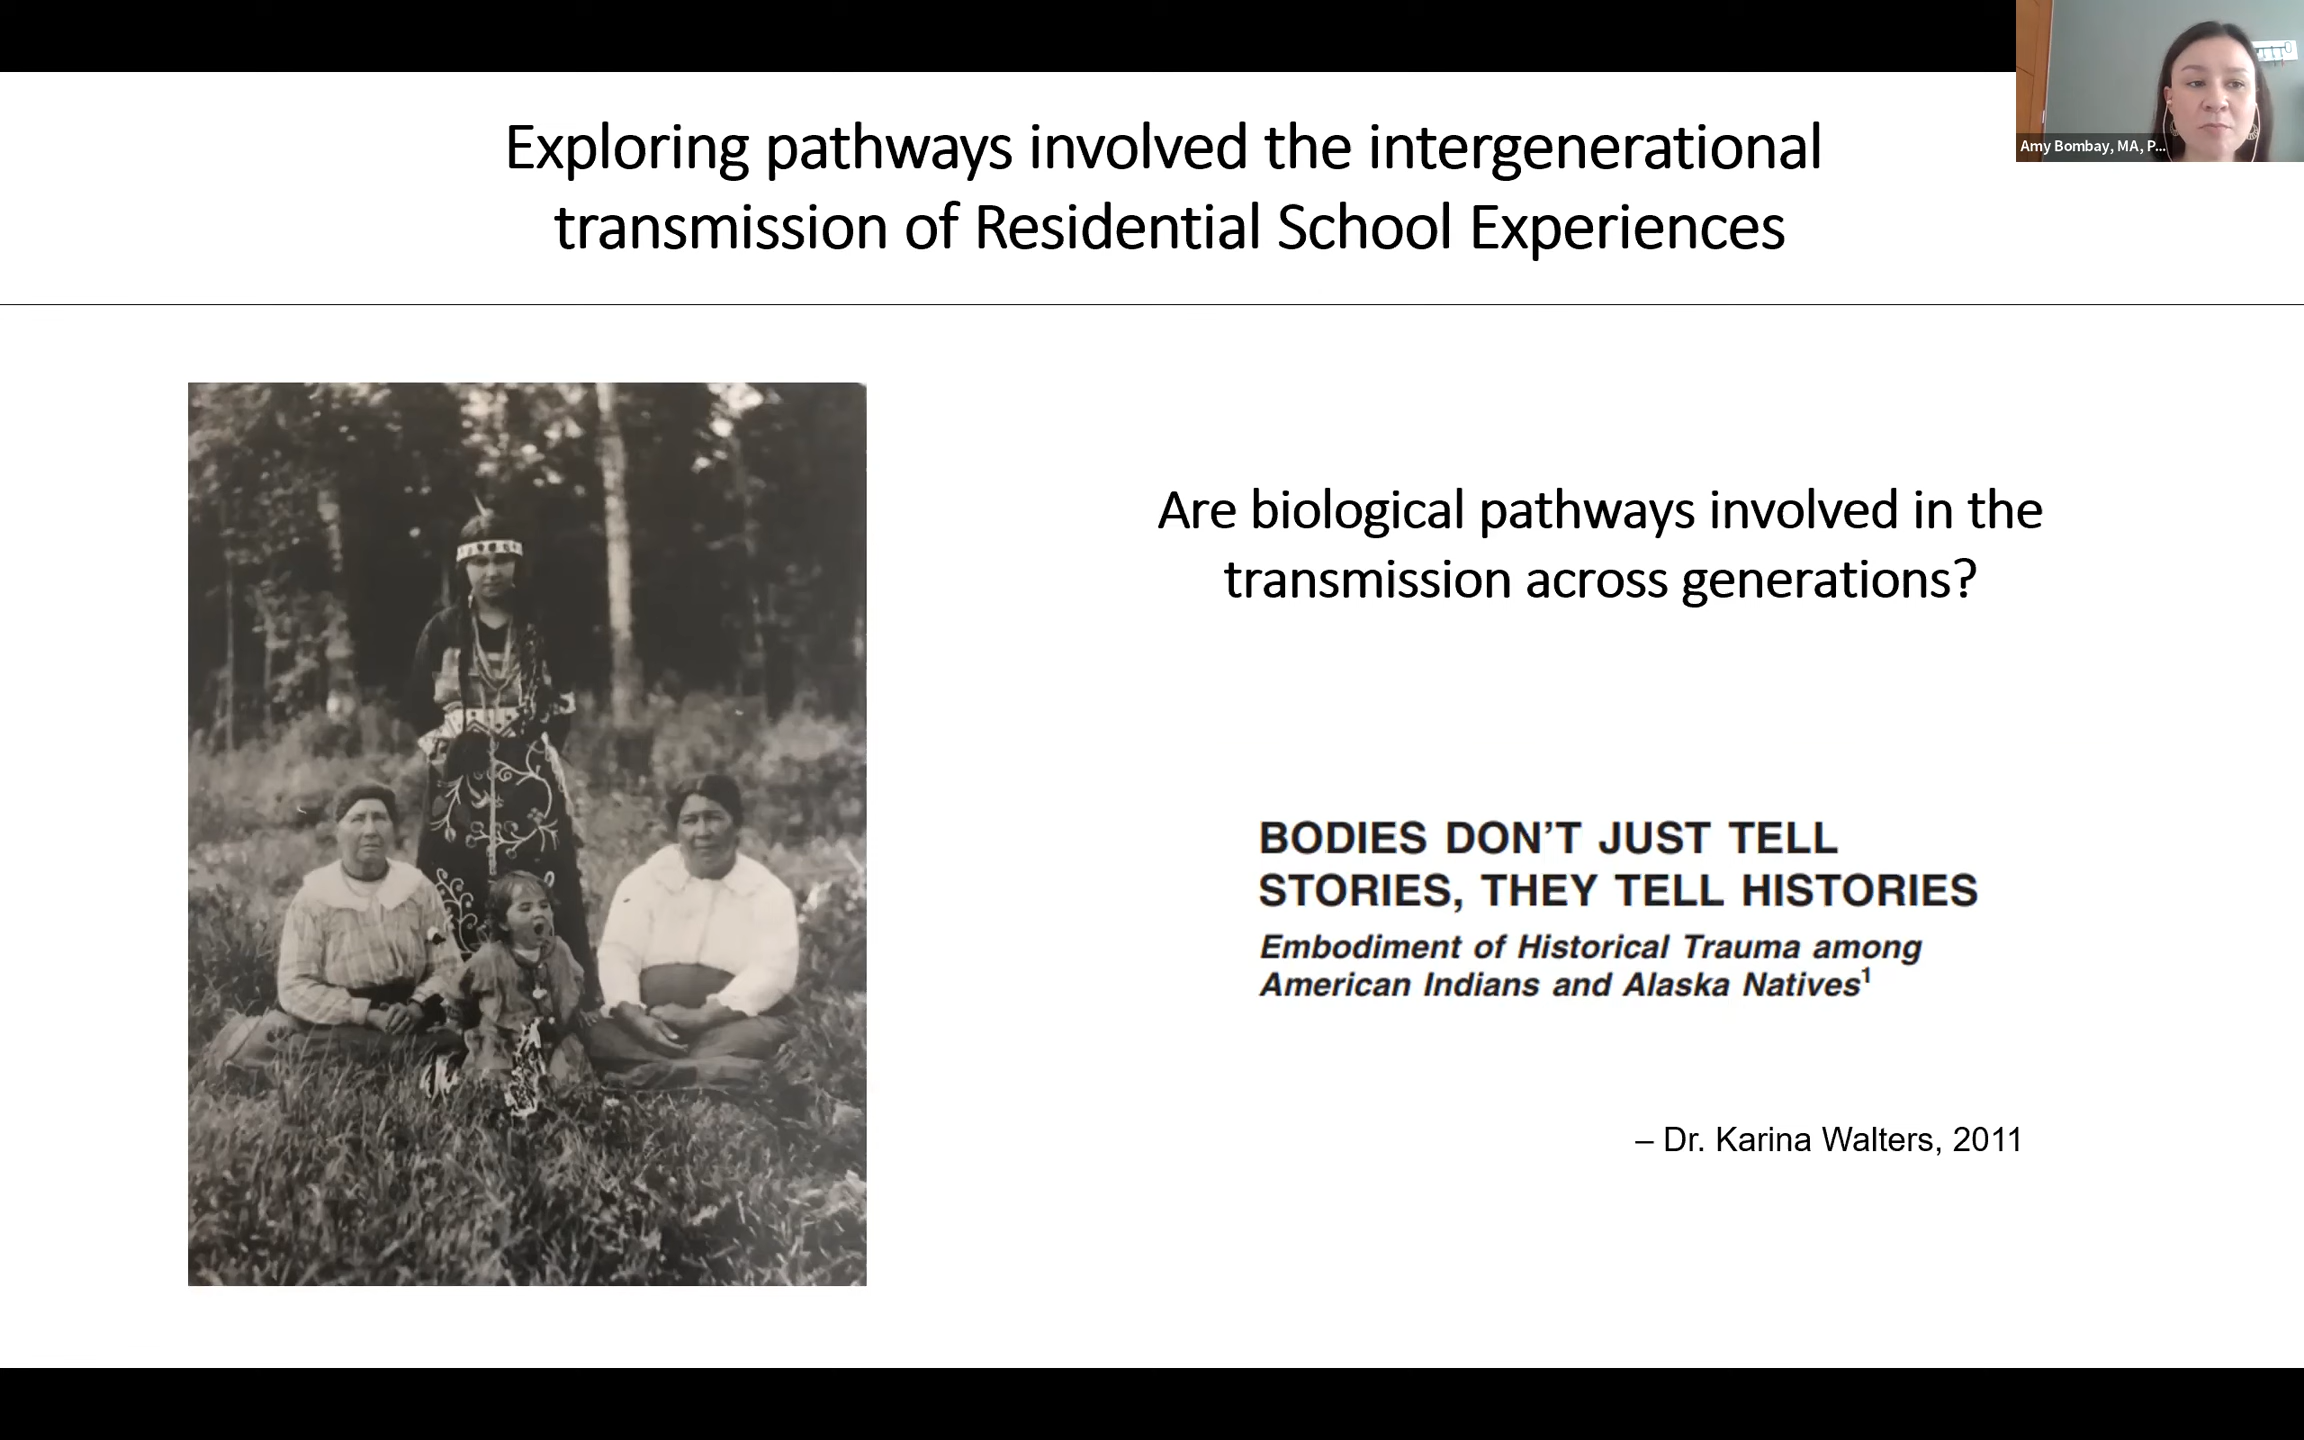 Exploring pathways involved the intergenerational
transmission of Residential School Experiences
Amy Bombay, MA, P...
Are biological pathways involved in the
transmission across generations?
BODIES DON'T JUST TELL
STORIES, THEY TELL HISTORIES
Embodiment of Historical Trauma among
American Indians and Alaska Natives¹
– Dr. Karina Walters, 2011